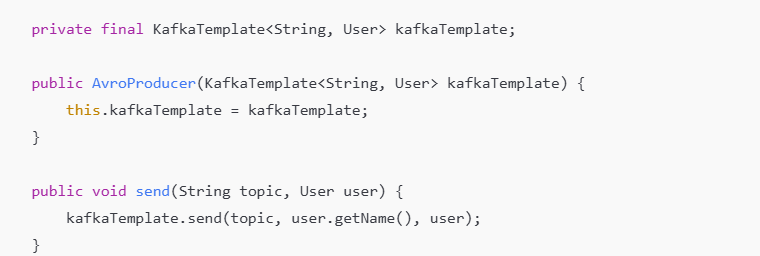 private final KafkaTemplate<String, User> kafkaTemplate;
public AvroProducer(KafkaTemplate<String, User> kafkaTemplate) {
this.kafkaTemplate = kafkaTemplate;
}
public void send(String topic, User user) {
kafkaTemplate.send(topic, user.getName(), user);
}